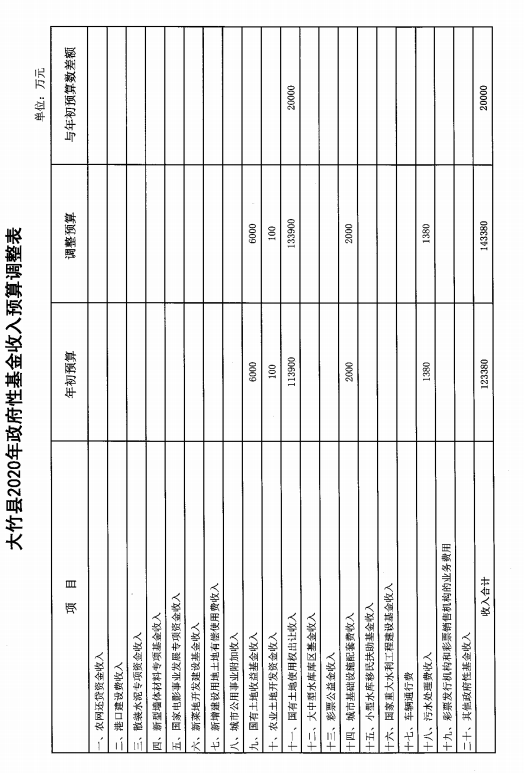 大竹县2020年政府性基金收入预算调整表
单位：万元
项 目 年初预算 调整预算 与年初预算数差额
一、农网还贷资金收入
二、港口建设费收入
三、散装水泥专项资金收入
四、新型墙体材料专项基金收入
五、国家电影事业发展专项资金收入
六、新菜地开发建设基金收入
七、新增建设用地土地有偿使用费收入
八、城市公用事业附加收入
九、国有土地收益基金收入 6000 6000
十、农业土地开发资金收入 100 100
十一、国有土地使用权出让收入 113900 133900 20000
十二、大中型水库库区基金收入
十三、彩票公益金收入
十四、城市基础设施配套费收入 2000 2000
十五、小型水库移民扶助基金收入
十六、国家重大水利工程建设基金收入
十七、车辆通行费
十八、污水处理费收入 1380 1380
十九、彩票发行机构和彩票销售机构的业务费用
二十、其他政府性基金收入
收入合计 123380 143380 20000